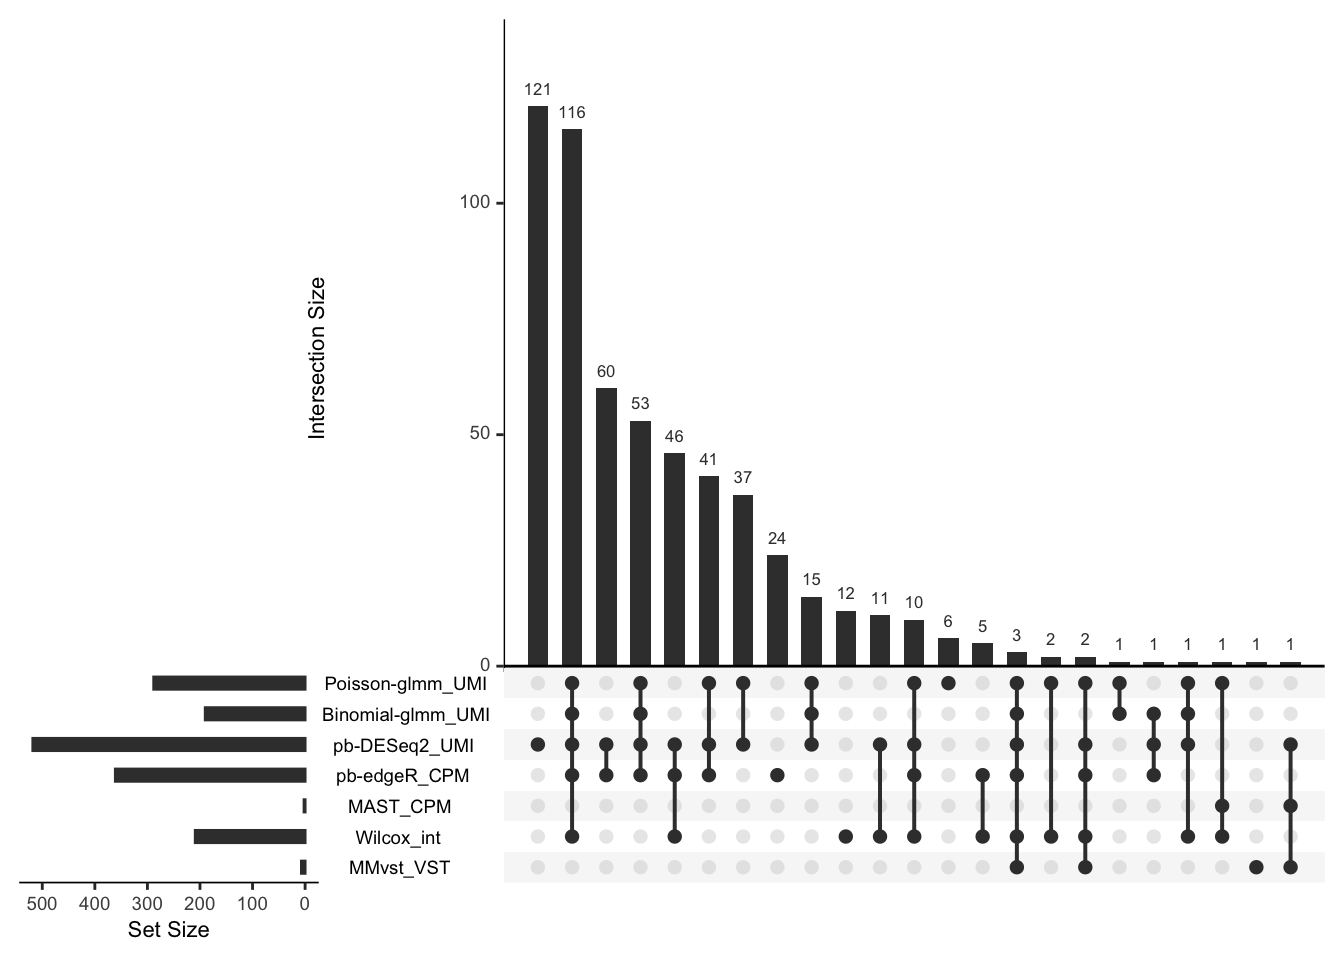 121
116
100
60
53
50
46
41
37
24
15
12
11
10
6
5
3
2
2
1
1
1
1
1
1
0
Intersection Size
Poisson-glmm_UMI
Binomial-glmm_UMI
pb-DESeq2_UMI
pb-edgeR_CPM
MAST_CPM
Wilcox_int
MMvst_VST
500 400 300 200 100 0
Set Size